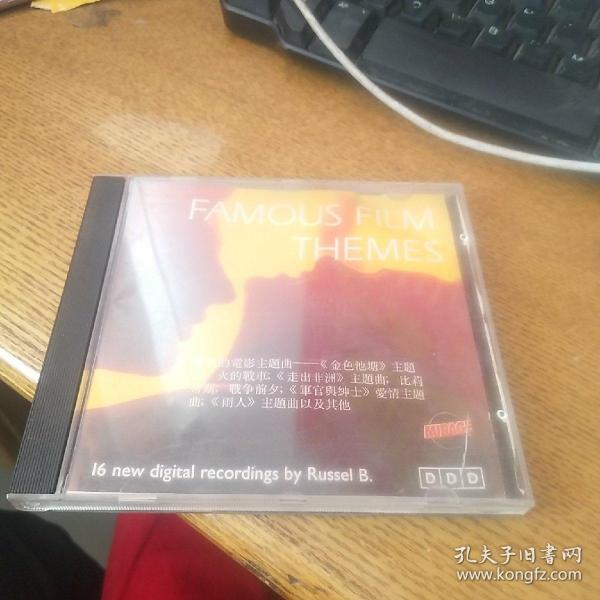 FAMOUS FILM
THEMES
的電影主題曲——《金色池塘》主題
火的戰車;《走出非洲》主題曲; 比莉
戰争前夕;《軍官與紳士》愛情主題
曲;《雨人》主題曲以及其他
MIRAGE
16 new digital recordings by Russel B.
D D D
孔夫子旧書网
www.kongfz.com